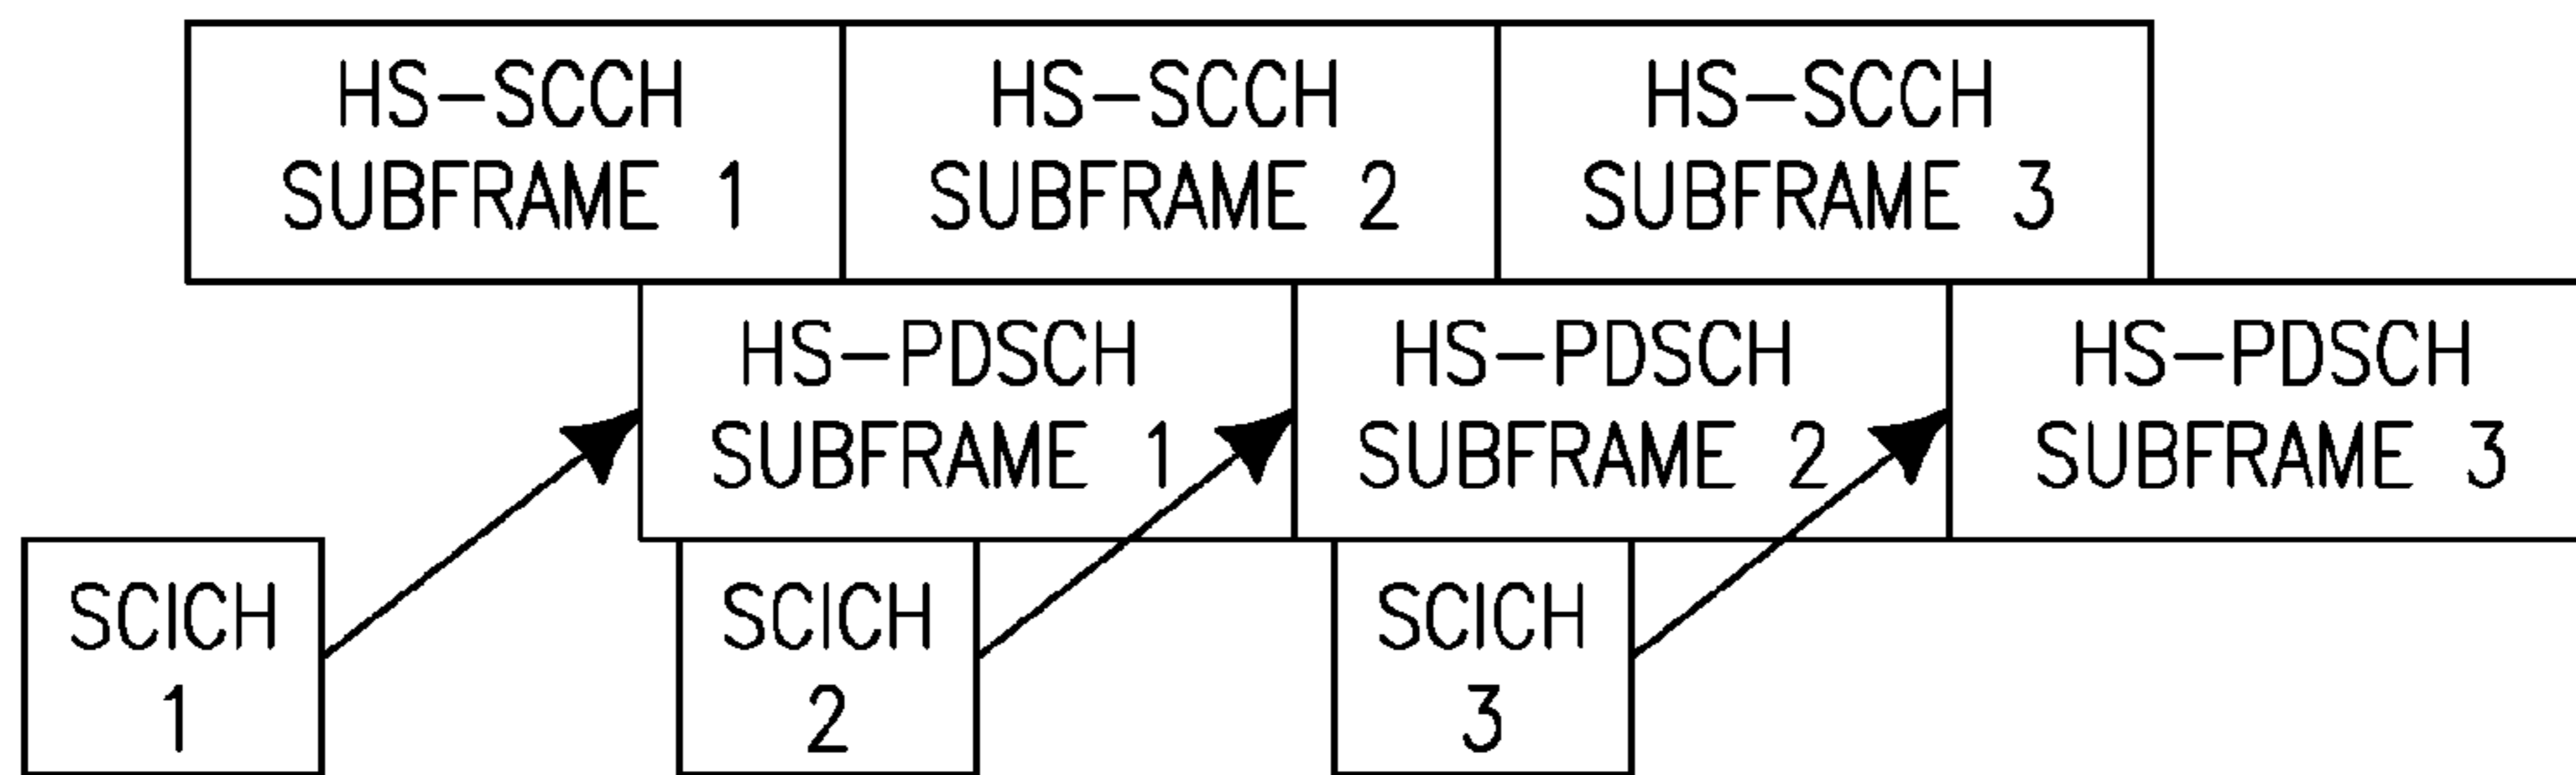 HS-SCCH
SUBFRAME 1
HS-SCCH
SUBFRAME 2
HS-SCCH
SUBFRAME 3
HS-PDSCH
SUBFRAME 1
HS-PDSCH
SUBFRAME 2
HS-PDSCH
SUBFRAME 3
SCICH
1
SCICH
2
SCICH
3